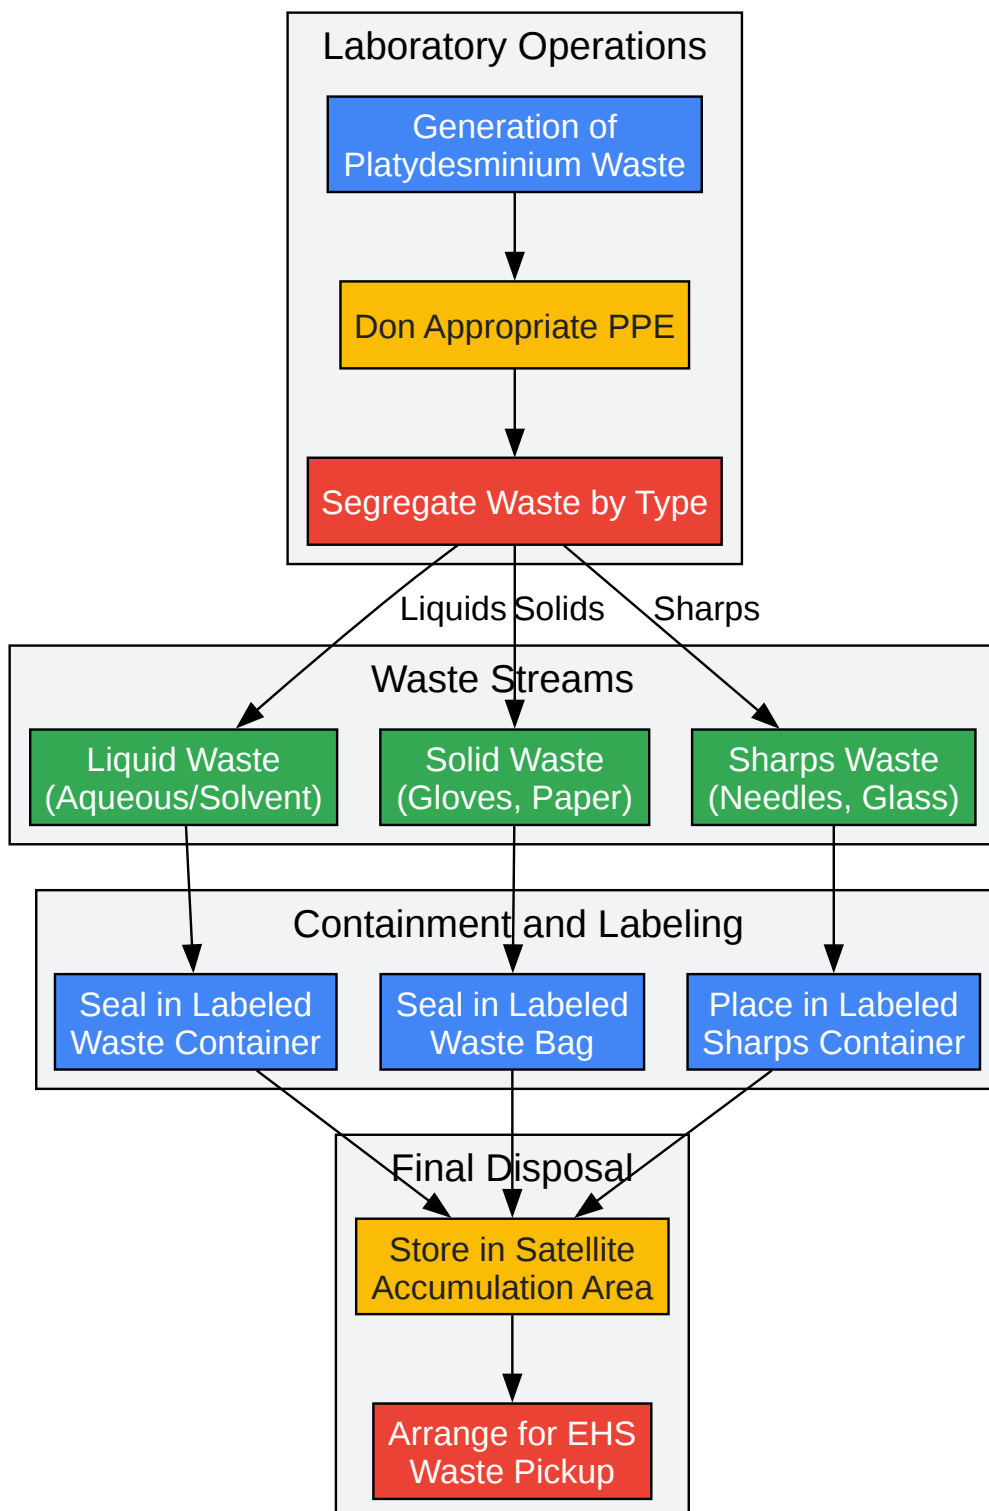 Laboratory Operations
Generation of
Platydesminium Waste
Don Appropriate PPE
Segregate Waste by Type
Liquids Solids Sharps
Waste Streams
Liquid Waste
(Aqueous/Solvent)
Solid Waste
(Gloves, Paper)
Sharps Waste
(Needles, Glass)
Containment and Labeling
Seal in Labeled
Waste Container
Seal in Labeled
Waste Bag
Place in Labeled
Sharps Container
Final Disposal
Store in Satellite
Accumulation Area
Arrange for EHS
Waste Pickup